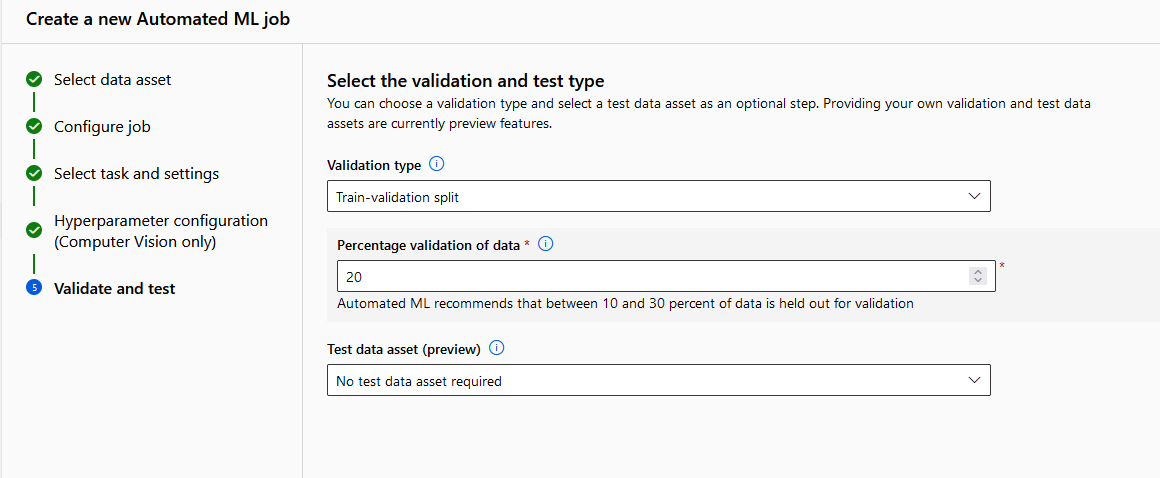 Create a new Automated ML job
Select data asset
Configure job
Select task and settings
Hyperparameter configuration
(Computer Vision only)
5 Validate and test
Select the validation and test type
You can choose a validation type and select a test data asset as an optional step. Providing your own validation and test data
assets are currently preview features.
Validation type
Train-validation split
Percentage validation of data *
20
*
Automated ML recommends that between 10 and 30 percent of data is held out for validation
Test data asset (preview)
No test data asset required